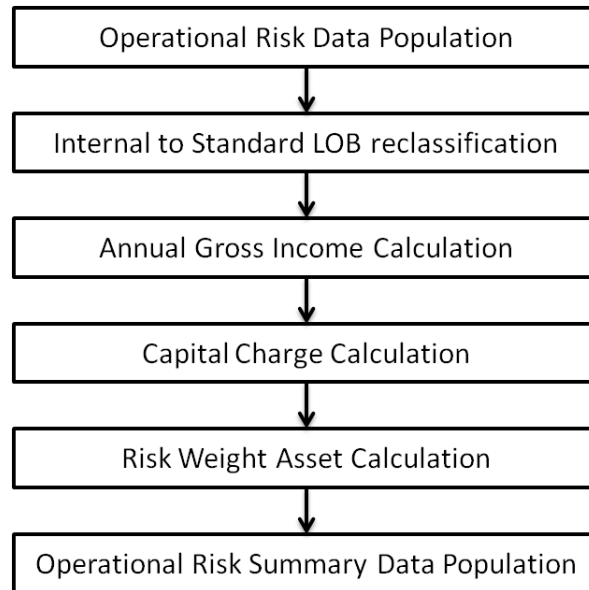 Operational Risk Data Population
Internal to Standard LOB reclassification
Annual Gross Income Calculation
Capital Charge Calculation
Risk Weight Asset Calculation
Operational Risk Summary Data Population